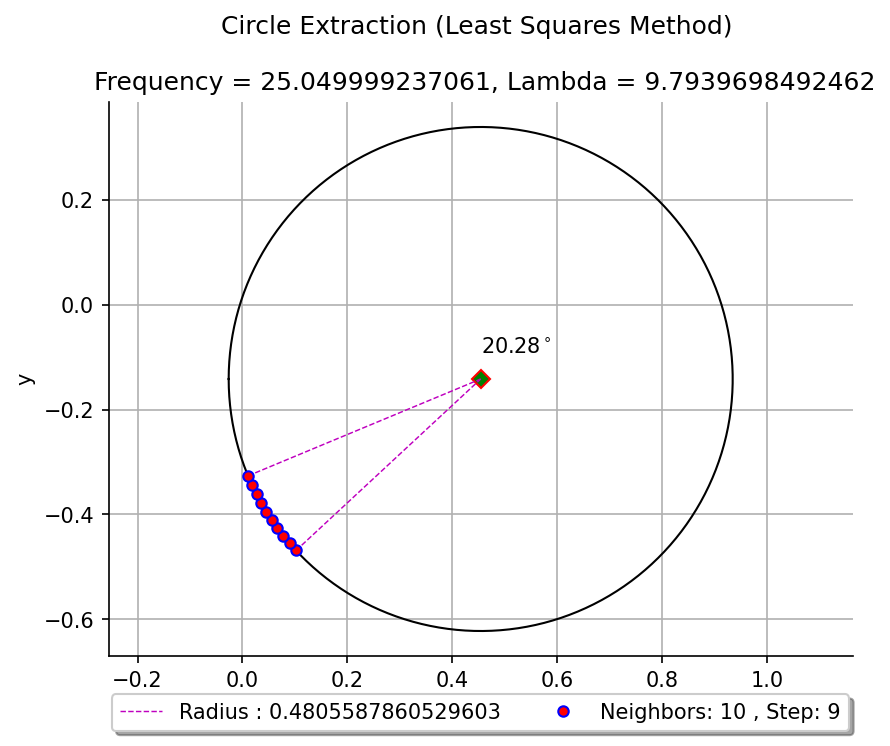 Circle Extraction (Least Squares Method)
Frequency = 25.049999237061, Lambda = 9.7939698492462
0.2
0.0
−0.2
−0.4
−0.6
y
20.28°
−0.2 0.0 0.2 0.4 0.6 0.8 1.0
Radius : 0.4805587860529603 Neighbors: 10 , Step: 9